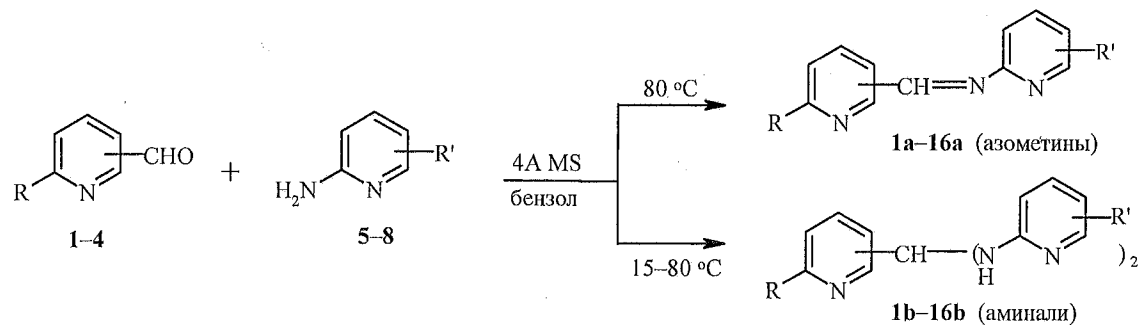 80 °C
CH=N
N
R'
R
N
1a–16a (азометины)
CHO
R
N
1–4
+
H₂N
N
R'
5–8
4A MS
бензол
15–80 °C
CH
(N
H
N
R'
)₂
R
N
1b–16b (аминали)